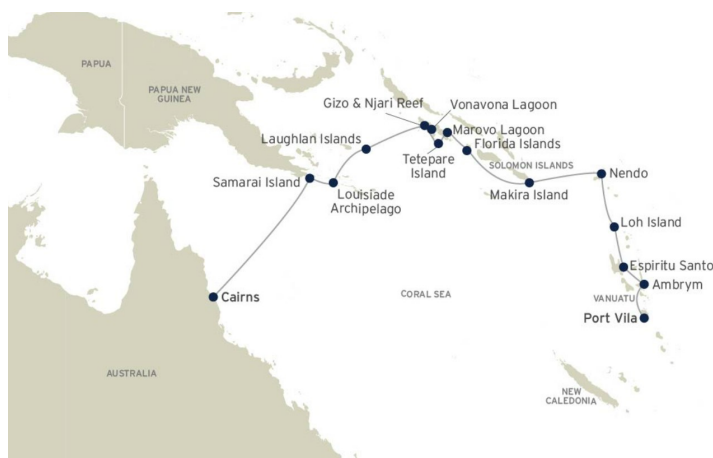 PAPUA
PAPUA NEW
GUINEA
Gizo & Njari Reef
Vonavona Lagoon
Laughlan Islands
Marovo Lagoon
Florida Islands
Tetepare
Island
SOLOMON ISLANDS
Samarai Island
Louisiade
Archipelago
Makira Island
Nendo
Loh Island
Espiritu Santo
Ambrym
VANUATU
Port Vila
Cairns
CORAL SEA
AUSTRALIA
NEW
CALEDONIA